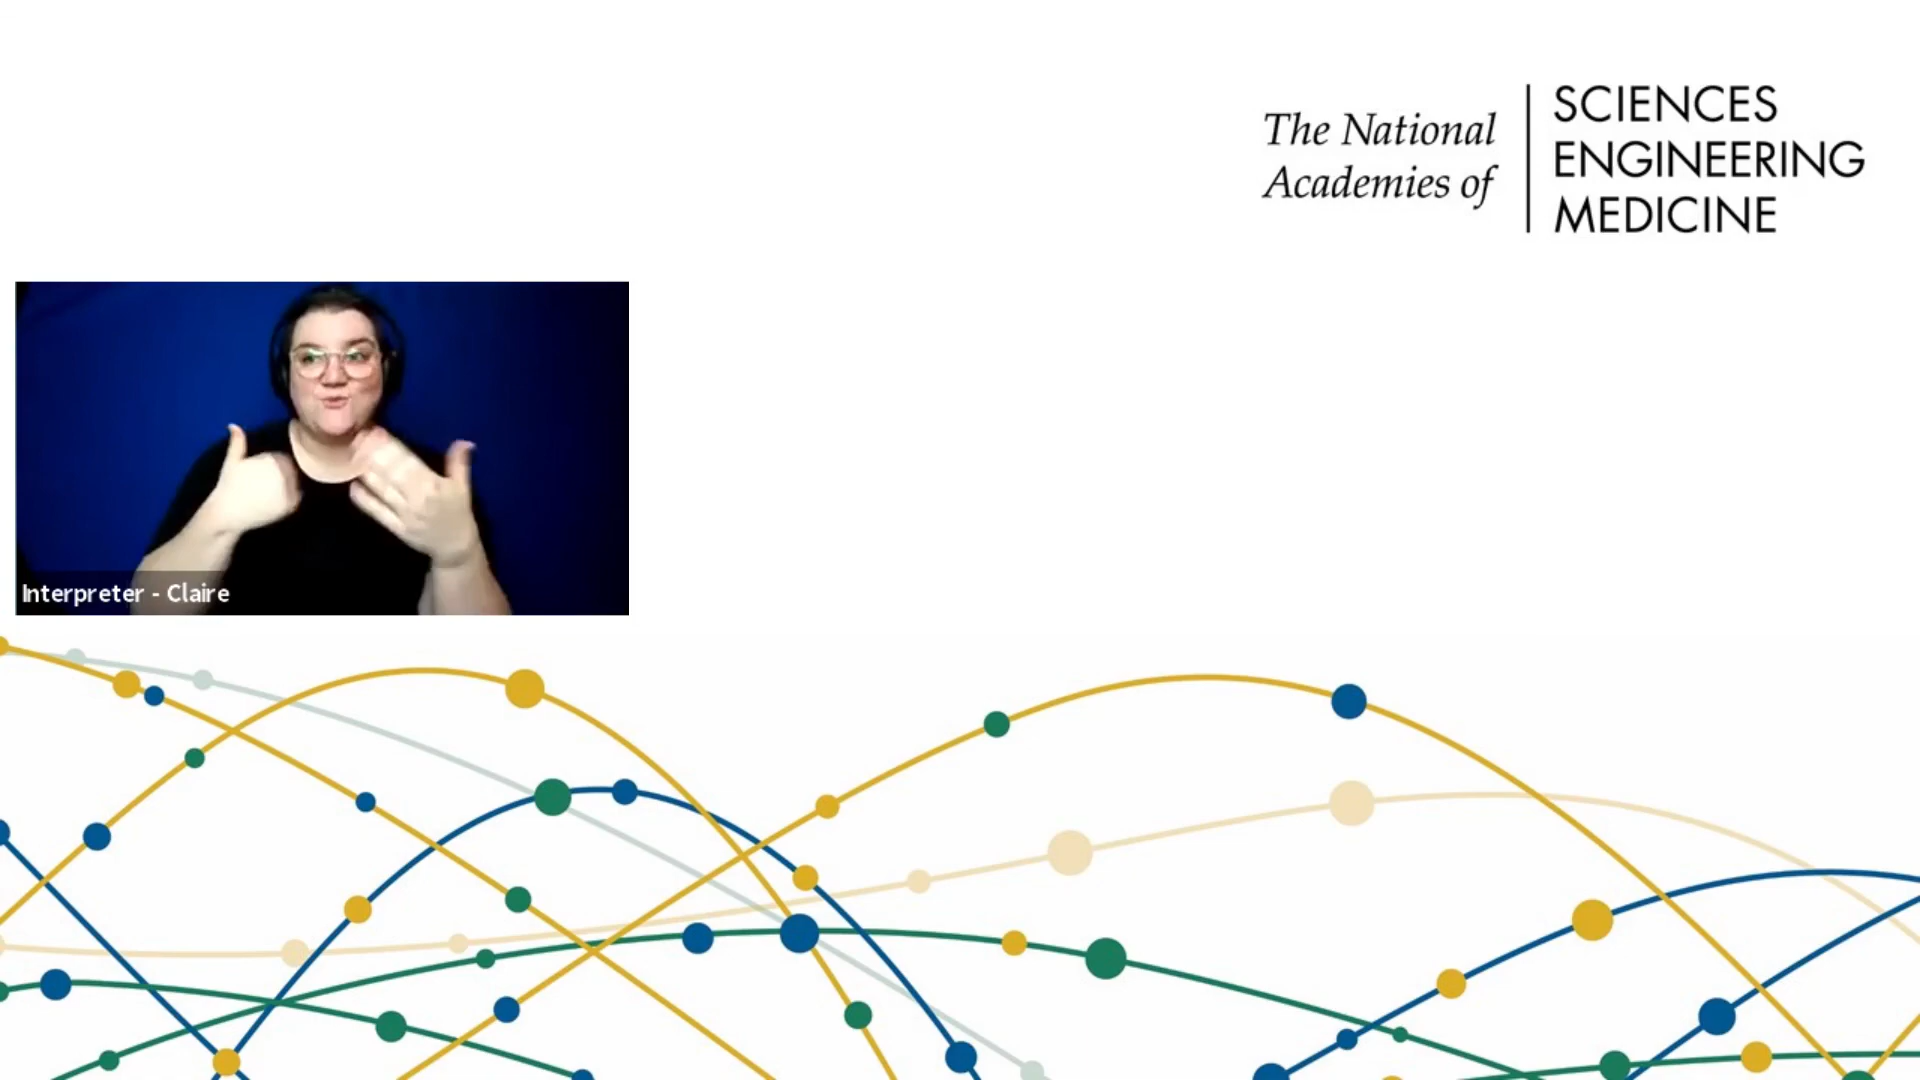 The National
Academies of
SCIENCES
ENGINEERING
MEDICINE
Interpreter - Claire